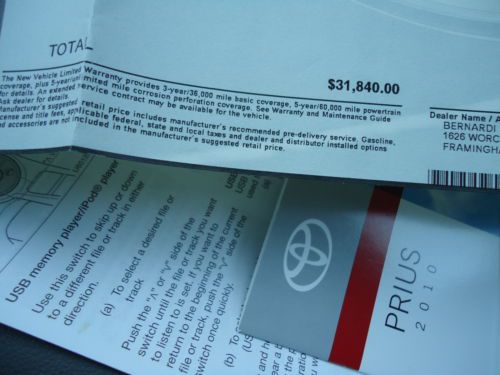 TOTAL
$31,840.00
The New Vehicle Limited Warranty provides 3-year/36,000 mile basic coverage, 5-year/60,000 mile powertrain
coverage, plus 5-year/unlimited mile corrosion perforation coverage. See Warranty and Maintenance Guide
for details. An extended service contract may be available for the vehicle.
Ask dealer for details.
Manufacturer's suggested retail price includes manufacturer's recommended pre-delivery service. Gasoline,
license and title fees, applicable federal, state and local taxes and dealer and distributor installed options
and accessories are not included in the manufacturer's suggested retail price.
Dealer Name / A
BERNARDI
1626 WORC
FRAMINGHA
USB memory player/iPod® player
Use this switch to skip up or down
to a different file or track in either
direction.
(a) To select a desired file or
track
Push the "∧" or "∨" side of the
switch until the file or track you want
to listen to is set. If you want to
return to the beginning of the current
file or track, push the "∨" side of the
switch once quickly.
(b) To
PRIUS
2010